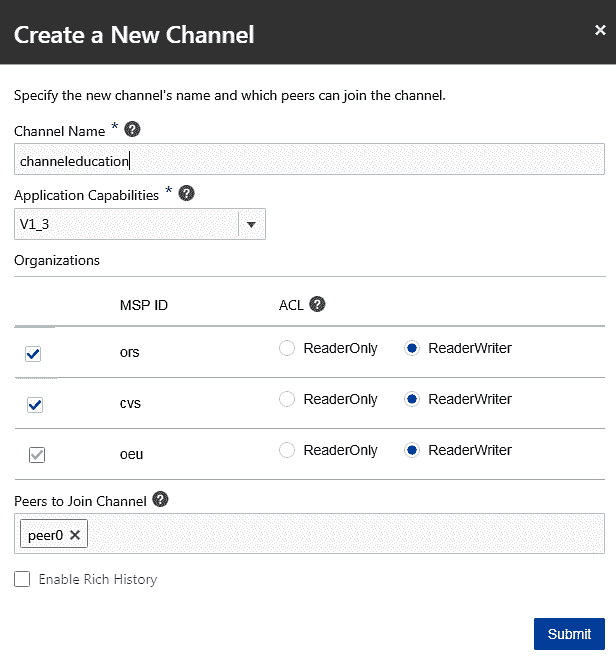 Create a New Channel ×
Specify the new channel's name and which peers can join the channel.
Channel Name * ?
channeleducation
Application Capabilities * ?
V1_3
Organizations
MSP ID ACL ?
ors ReaderOnly ReaderWriter
cvs ReaderOnly ReaderWriter
oeu ReaderOnly ReaderWriter
Peers to Join Channel ?
peer0 ×
Enable Rich History
Submit